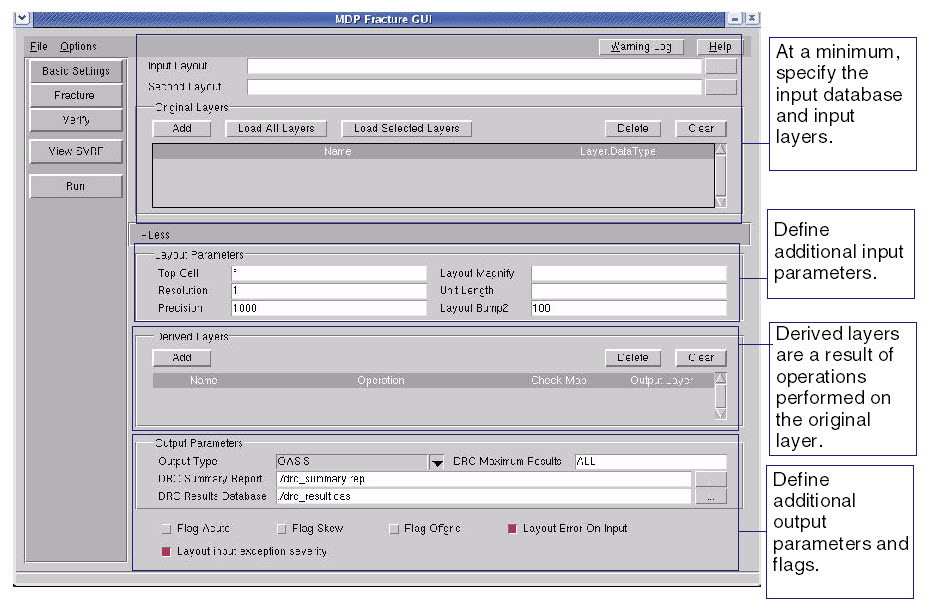 MDP Fracture GUI
File Options
Warning Log Help
Basic Settings
Fracture
Verify
View SVRF
Run
Input Layout
Second Layout
Original Layers
Add Load All Layers Load Selected Layers Delete Clear
Name Layer.DataType
-Less
Layout Parameters
Top Cell * Layout Magnify
Resolution 1 Unit Length
Precision 1000 Layout Bump2 100
Derived Layers
Add Delete Clear
Name Operation Check Map Output Layer
Output Parameters
Output Type OASIS DRC Maximum Results ALL
DRC Summary Report ./drc_summary.rep
DRC Results Database ./drc_result.oas ...
Flag Acute Flag Skew Flag Offgrid Layout Error On Input
Layout input exception severity
At a minimum,
specify the
input database
and input
layers.
Define
additional input
parameters.
Derived layers
are a result of
operations
performed on
the original
layer.
Define
additional
output
parameters and
flags.